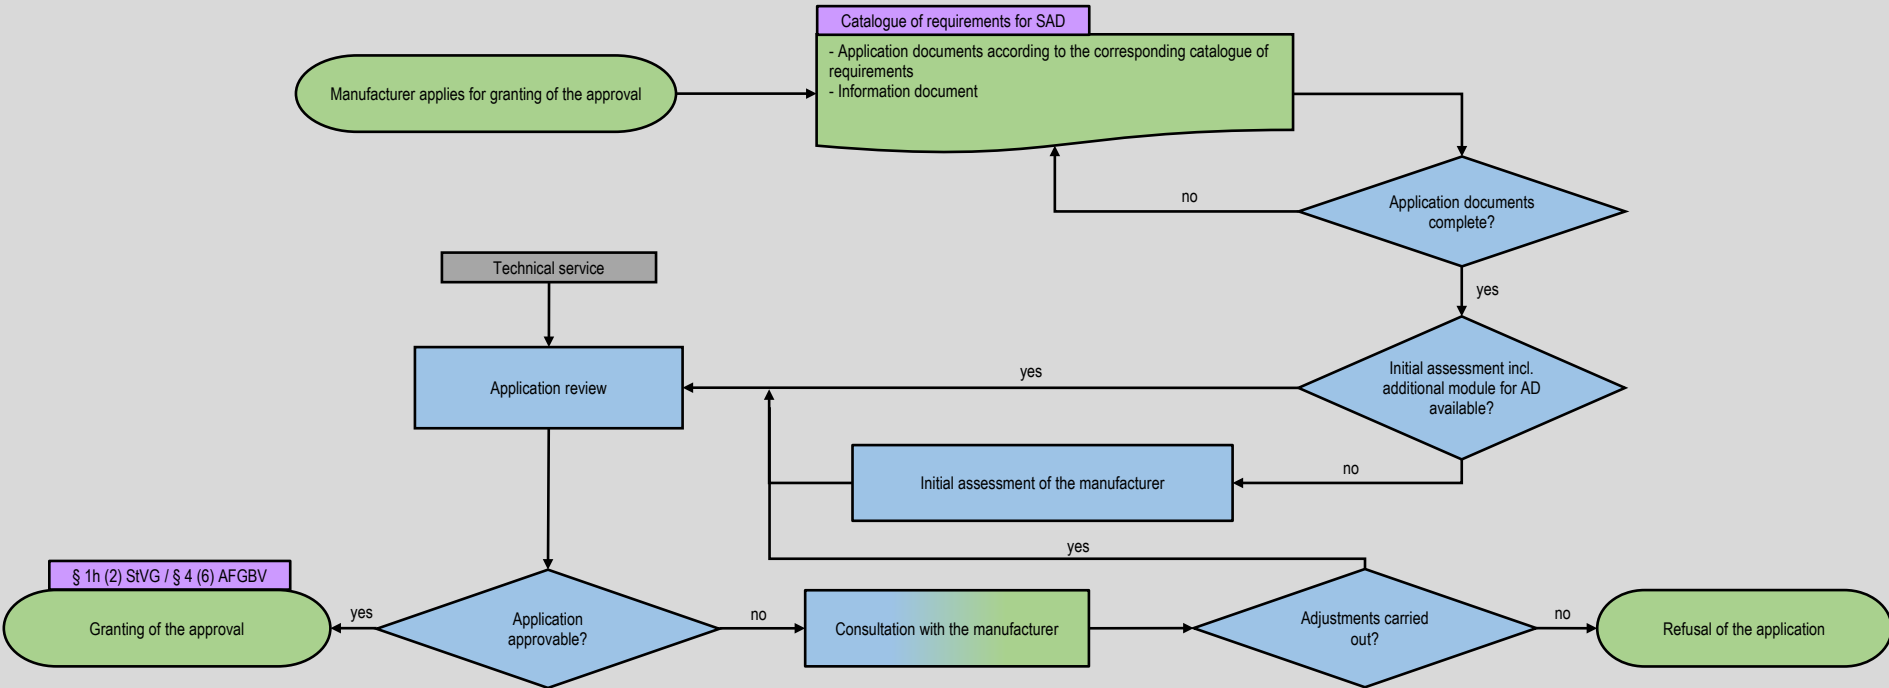 Catalogue of requirements for SAD
- Application documents according to the corresponding catalogue of
requirements
- Information document
Manufacturer applies for granting of the approval
no
Application documents
complete?
yes
Technical service
Initial assessment incl.
additional module for AD
available?
yes
Application review
no
Initial assessment of the manufacturer
yes
§ 1h (2) StVG / § 4 (6) AFGBV
Granting of the approval
yes
Application
approvable?
no
Consultation with the manufacturer
Adjustments carried
out?
no
Refusal of the application